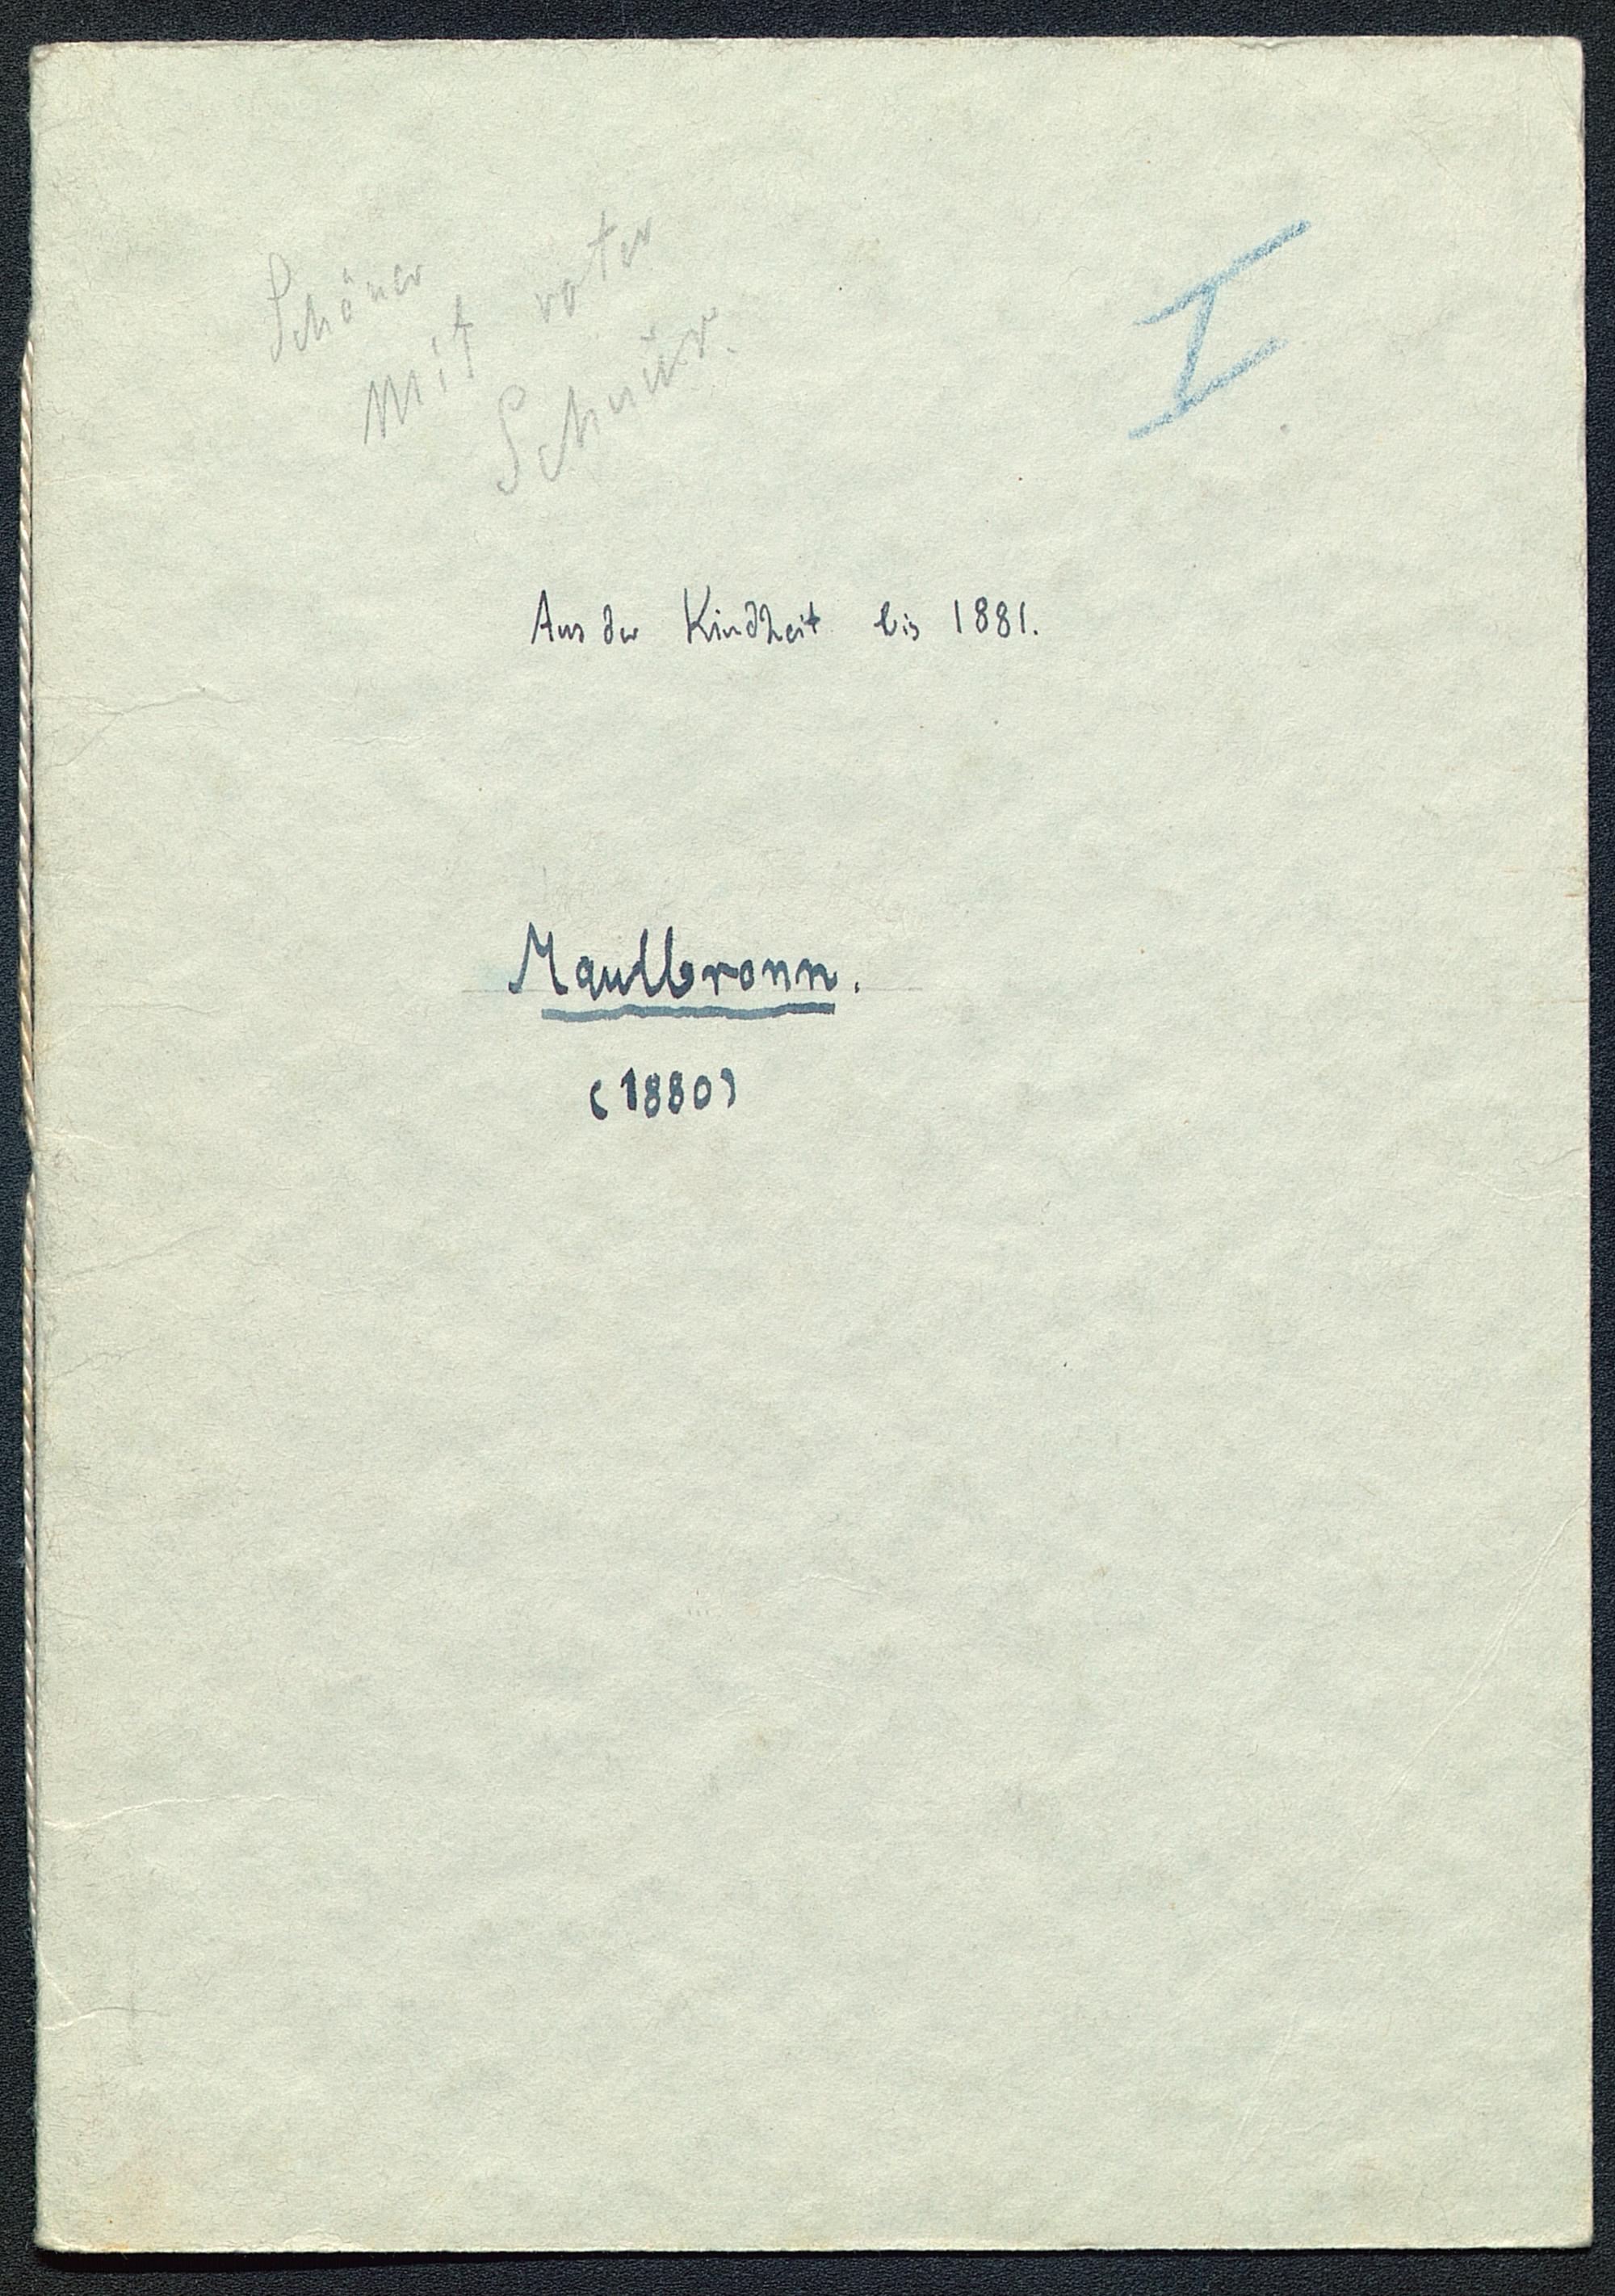 Schöner
mit roter
Schnur.
I
Aus der Kindheit bis 1881.
Maulbronn.
(1880)